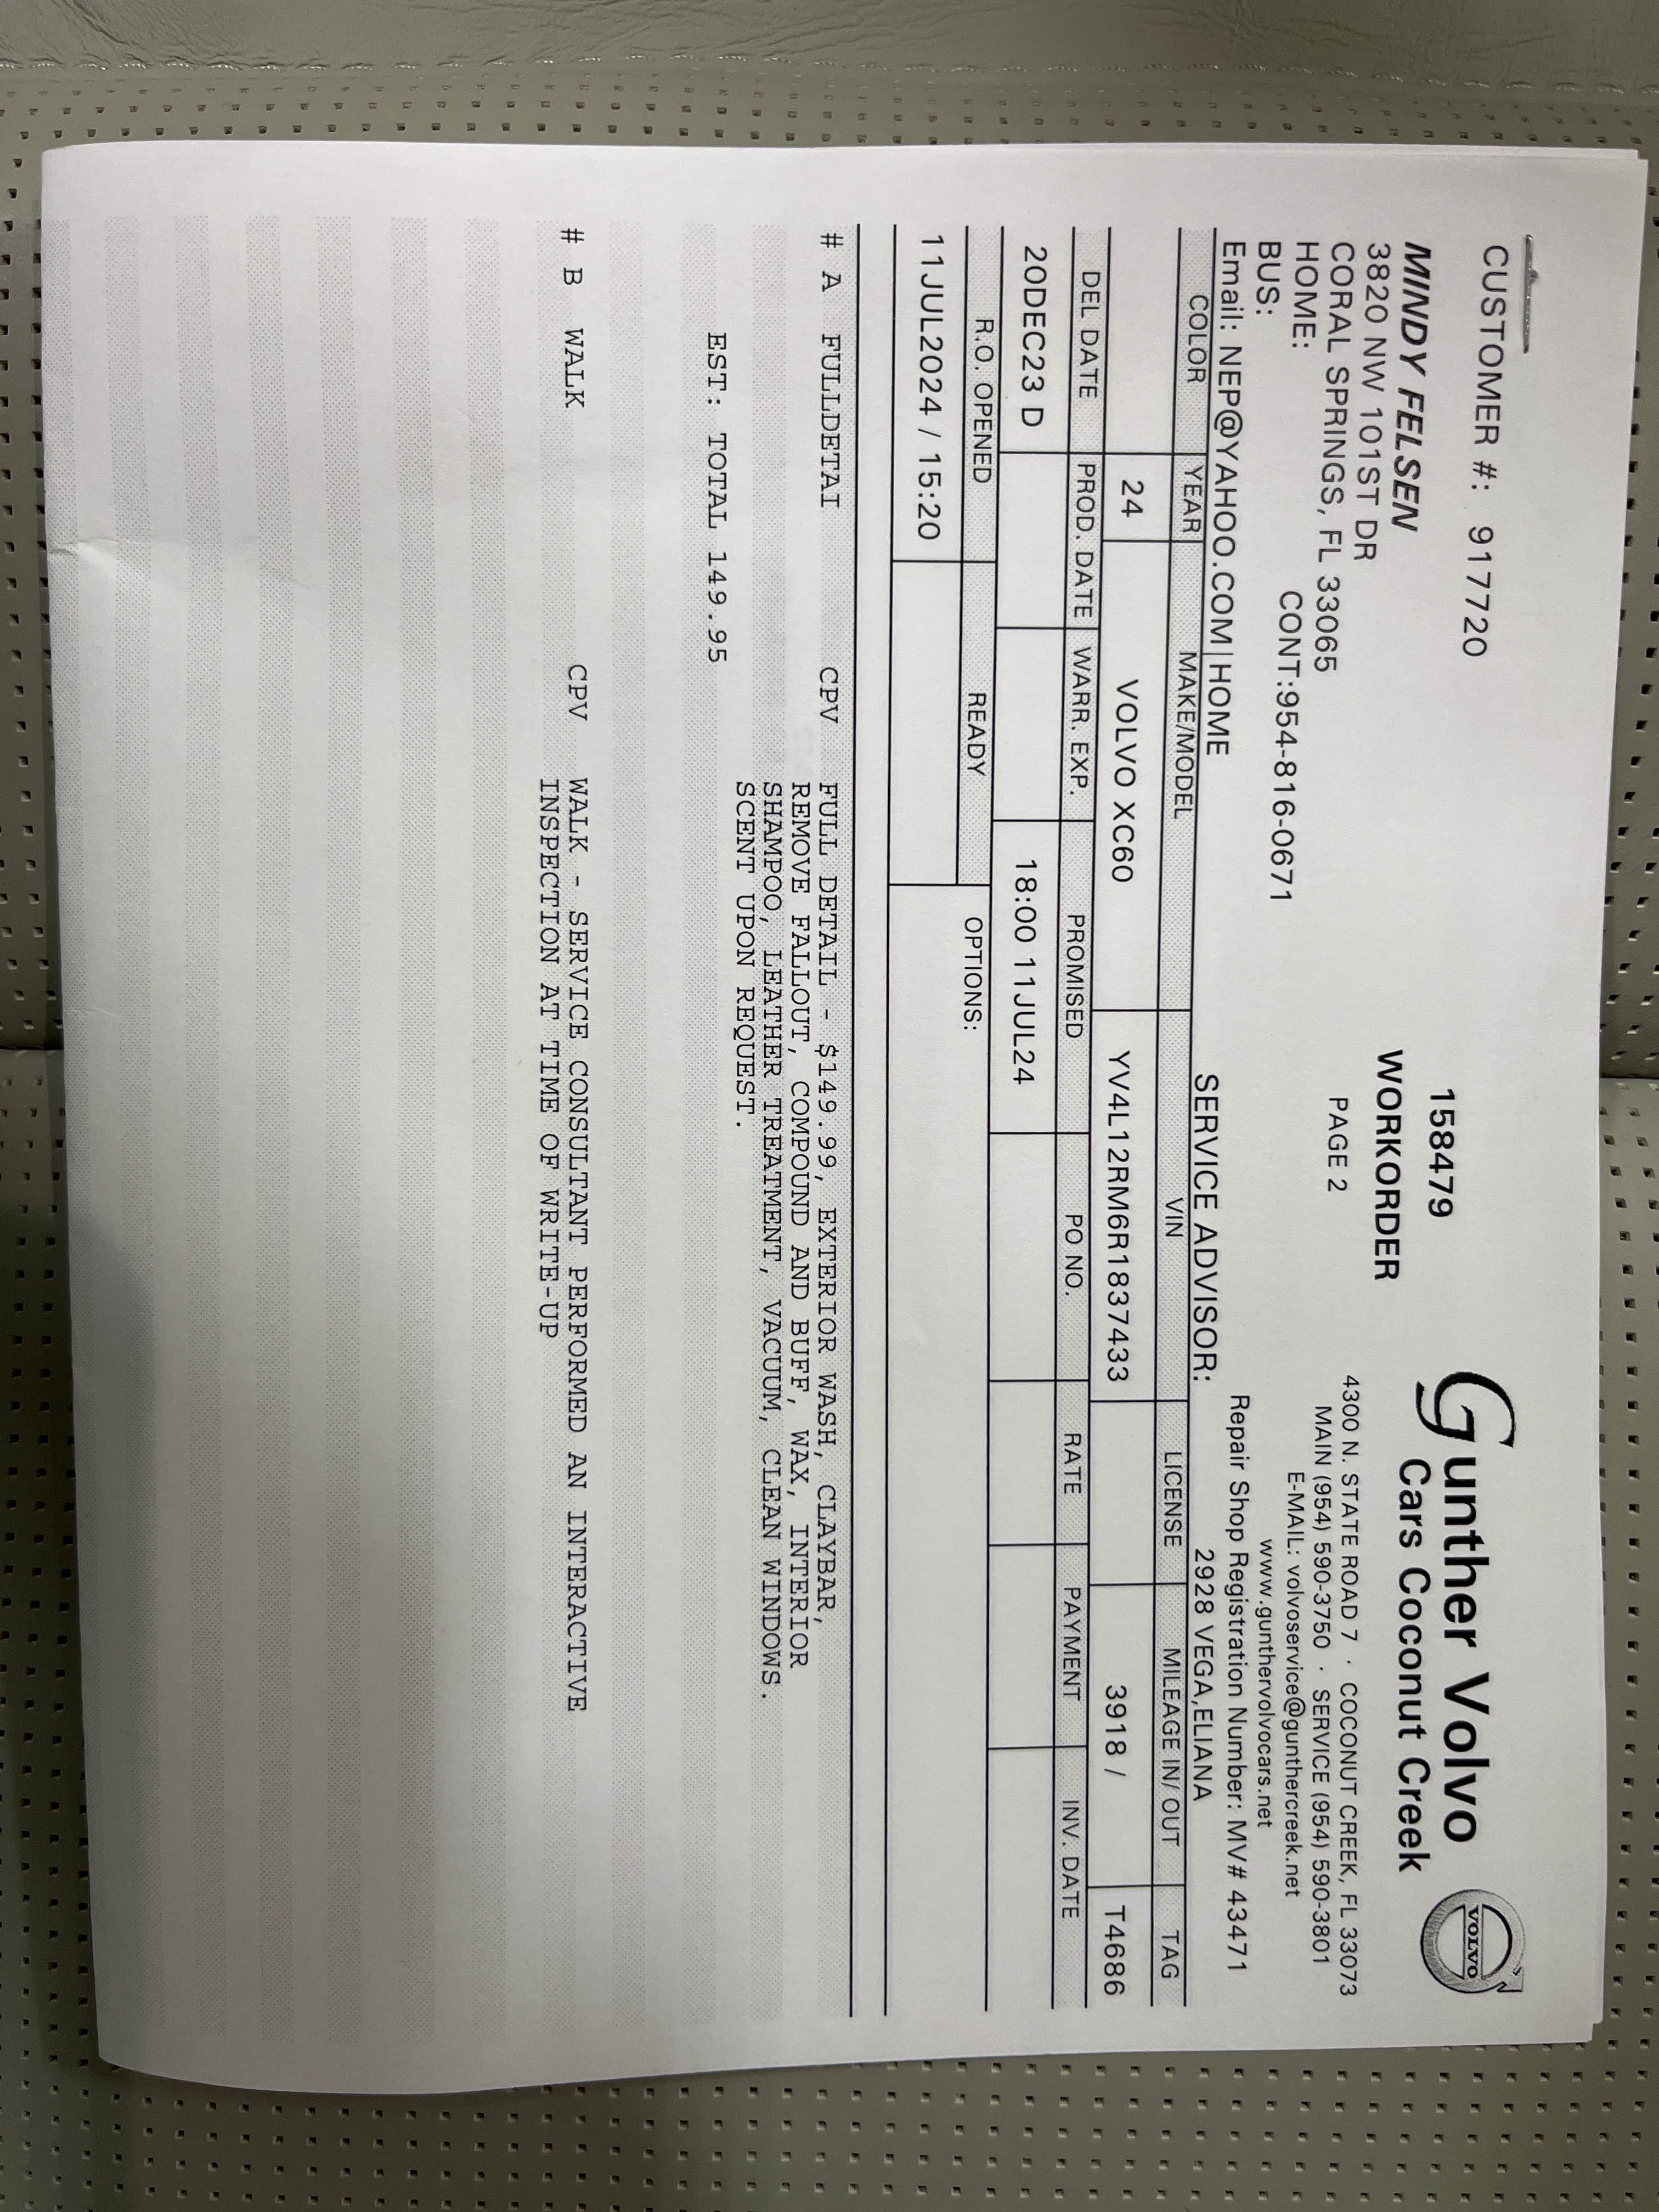 CUSTOMER #: 917720
158479
WORKORDER
PAGE 2
Gunther Volvo
Cars Coconut Creek
VOLVO
4300 N. STATE ROAD 7 · COCONUT CREEK, FL 33073
MAIN (954) 590-3750 · SERVICE (954) 590-3801
E-MAIL: volvoservice@gunthercreek.net
www.gunthervolvocars.net
Repair Shop Registration Number: MV# 43471
MINDY FELSEN
3820 NW 101ST DR
CORAL SPRINGS, FL 33065
HOME: CONT:954-816-0671
BUS:
Email: NEP@YAHOO.COM|HOME
SERVICE ADVISOR: 2928 VEGA,ELIANA
COLOR YEAR MAKE/MODEL VIN LICENSE MILEAGE IN/ OUT TAG
24 VOLVO XC60 YV4L12RM6R1837433 3918 / T4686
DEL DATE PROD. DATE WARR. EXP. PROMISED PO NO. RATE PAYMENT INV. DATE
20DEC23 D 18:00 11JUL24
R.O. OPENED READY OPTIONS:
11JUL2024 / 15:20
# A FULLDETAI CPV FULL DETAIL - $149.99, EXTERIOR WASH, CLAYBAR,
REMOVE FALLOUT, COMPOUND AND BUFF, WAX, INTERIOR
SHAMPOO, LEATHER TREATMENT, VACUUM, CLEAN WINDOWS.
SCENT UPON REQUEST.
EST: TOTAL 149.95
# B WALK CPV WALK - SERVICE CONSULTANT PERFORMED AN INTERACTIVE
INSPECTION AT TIME OF WRITE-UP